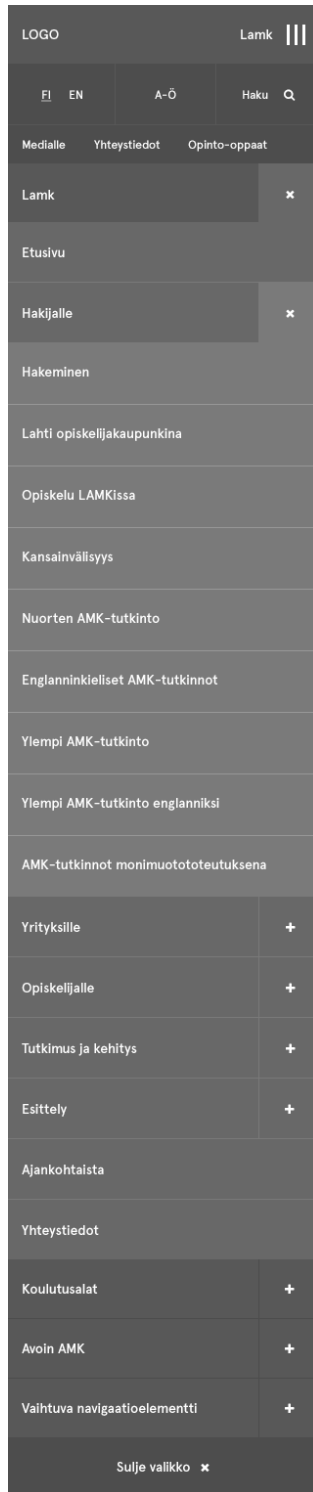 LOGO Lamk
FI EN A-Ö Haku
Medialle Yhteystiedot Opinto-oppaat
Lamk
Etusivu
Hakijalle
Hakeminen
Lahti opiskelijakaupunkina
Opiskelu LAMKissa
Kansainvälisyys
Nuorten AMK-tutkinto
Englanninkieliset AMK-tutkinnot
Ylempi AMK-tutkinto
Ylempi AMK-tutkinto englanniksi
AMK-tutkinnot monimuotototeutuksena
Yrityksille
Opiskelijalle
Tutkimus ja kehitys
Esittely
Ajankohtaista
Yhteystiedot
Koulutusalat
Avoin AMK
Vaihtuva navigaatioelementti
Sulje valikko